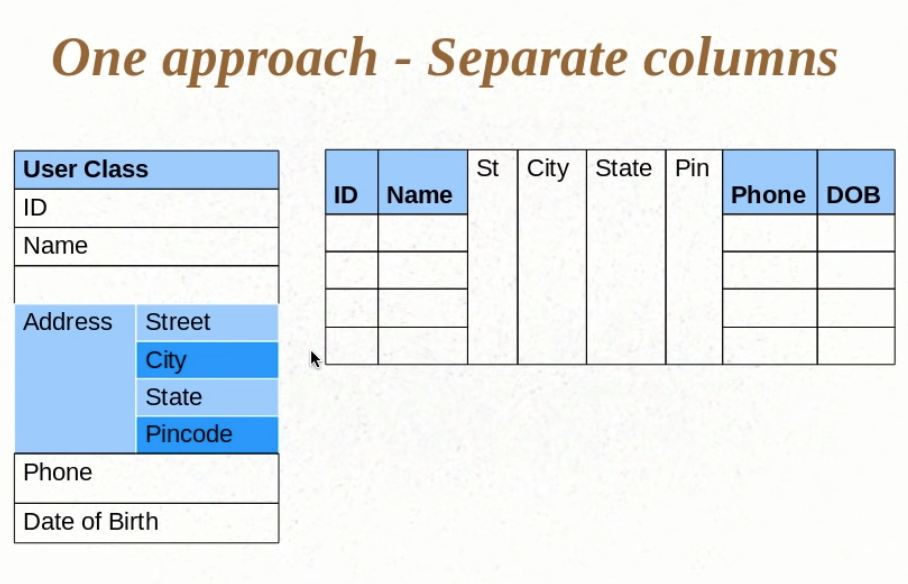 One approach - Separate columns
User Class
ID
Name
Address
Street
City
State
Pincode
Phone
Date of Birth
ID Name St City State Pin Phone DOB